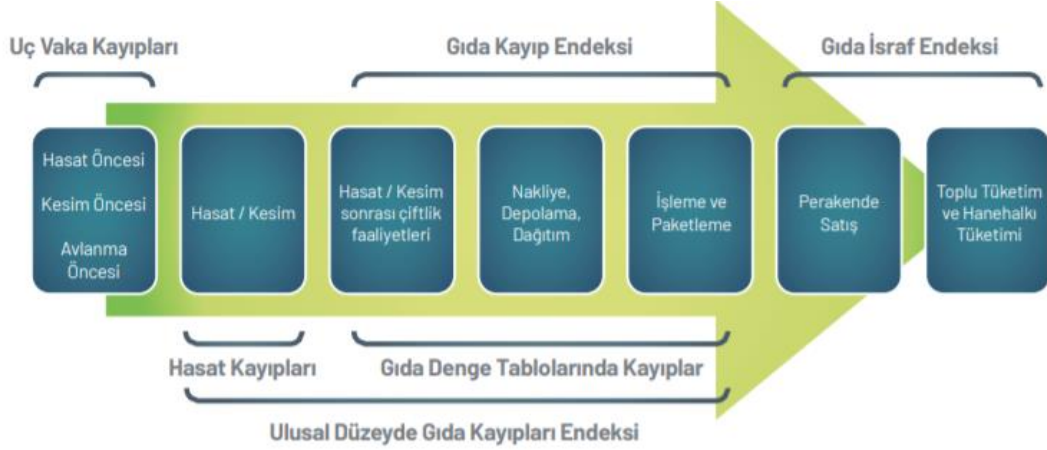 Uç Vaka Kayıpları
Gıda Kayıp Endeksi
Gıda İsraf Endeksi
Hasat Öncesi
Kesim Öncesi
Avlanma
Öncesi
Hasat / Kesim
Hasat / Kesim
sonrası çiftlik
faaliyetleri
Nakliye,
Depolama,
Dağıtım
İşleme ve
Paketleme
Perakende
Satış
Toplu Tüketim
ve Hanehalkı
Tüketimi
Hasat Kayıpları
Gıda Denge Tablolarında Kayıplar
Ulusal Düzeyde Gıda Kayıpları Endeksi